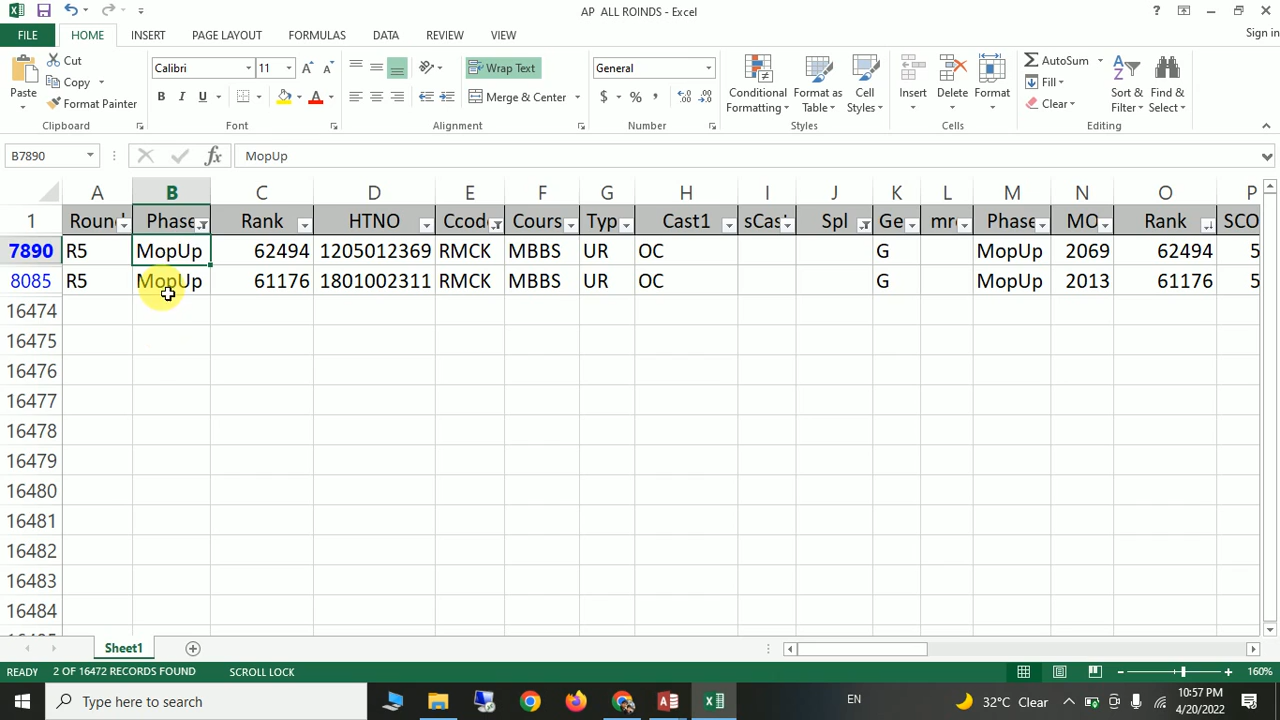 AP ALL ROINDS - Excel
?
FILE HOME INSERT PAGE LAYOUT FORMULAS DATA REVIEW VIEW Sign in
Paste Cut Copy Format Painter Clipboard
Calibri 11 B I U A A A Font
Wrap Text Merge & Center Alignment
General $ % , Number
Conditional Formatting Format as Table Cell Styles Styles
Insert Delete Format Cells
AutoSum Fill Clear Sort & Filter Find & Select Editing
B7890 fx MopUp
A B C D E F G H I J K L M N O P
1 Round Phase Rank HTNO Ccode Cours Typ Cast1 sCas Spl Ge mr Phase MO Rank SCO
7890 R5 MopUp 62494 1205012369 RMCK MBBS UR OC G MopUp 2069 62494 5
8085 R5 MopUp 61176 1801002311 RMCK MBBS UR OC G MopUp 2013 61176 5
16474
16475
16476
16477
16478
16479
16480
16481
16482
16483
16484
Sheet1
READY 2 OF 16472 RECORDS FOUND SCROLL LOCK 160%
Type here to search EN 32°C Clear 10:57 PM
4/20/2022